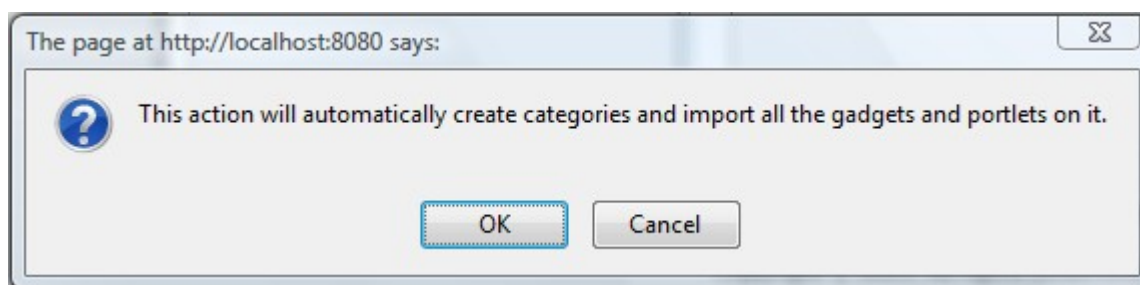 The page at http://localhost:8080 says:
This action will automatically create categories and import all the gadgets and portlets on it.
OK
Cancel